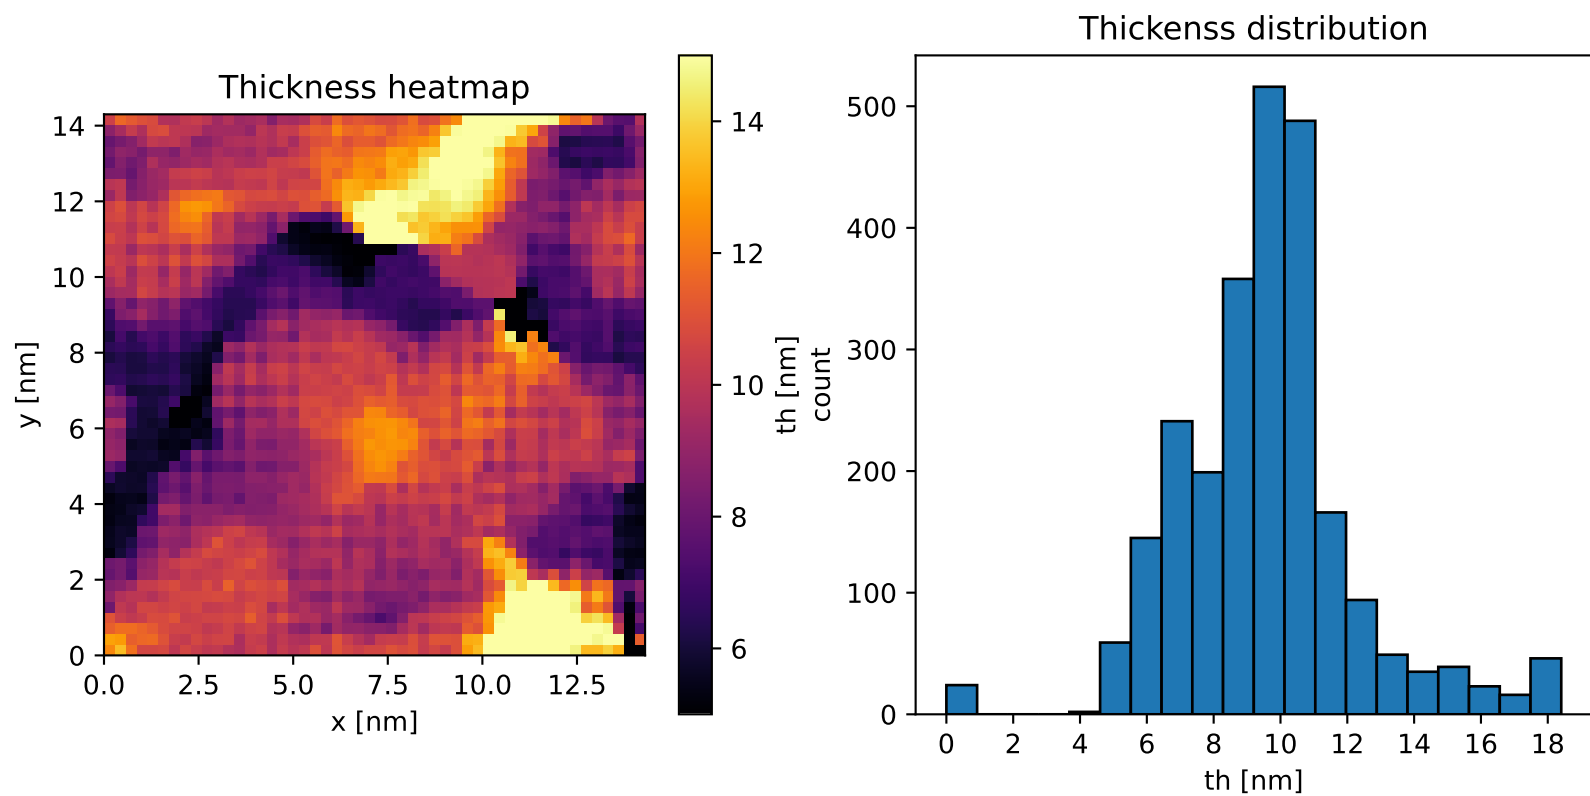 Thickness heatmap
14
12
10
8
6
4
2
0
y [nm]
0.0 2.5 5.0 7.5 10.0 12.5
x [nm]
14
12
10
8
6
th [nm]
Thickenss distribution
500
400
300
200
100
0
count
0 2 4 6 8 10 12 14 16 18
th [nm]